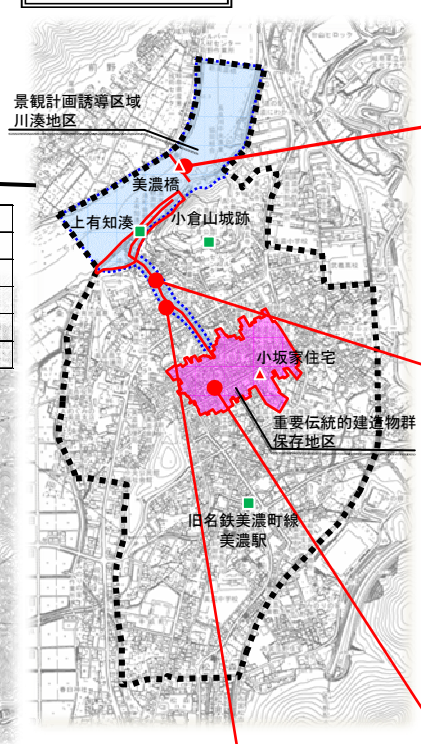 景観計画誘導区域
川湊地区
美濃橋
上有知湊
小倉山城跡
小坂家住宅
重要伝統的建造物群
保存地区
旧名鉄美濃町線
美濃駅